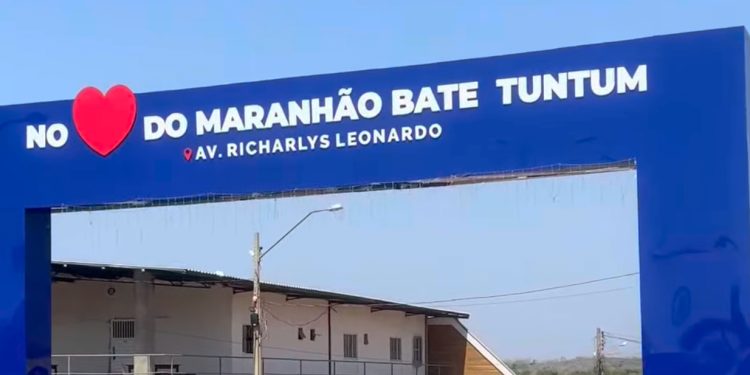 NO DO MARANHÃO BATE TUNTUM
AV. RICHARLYS LEONARDO